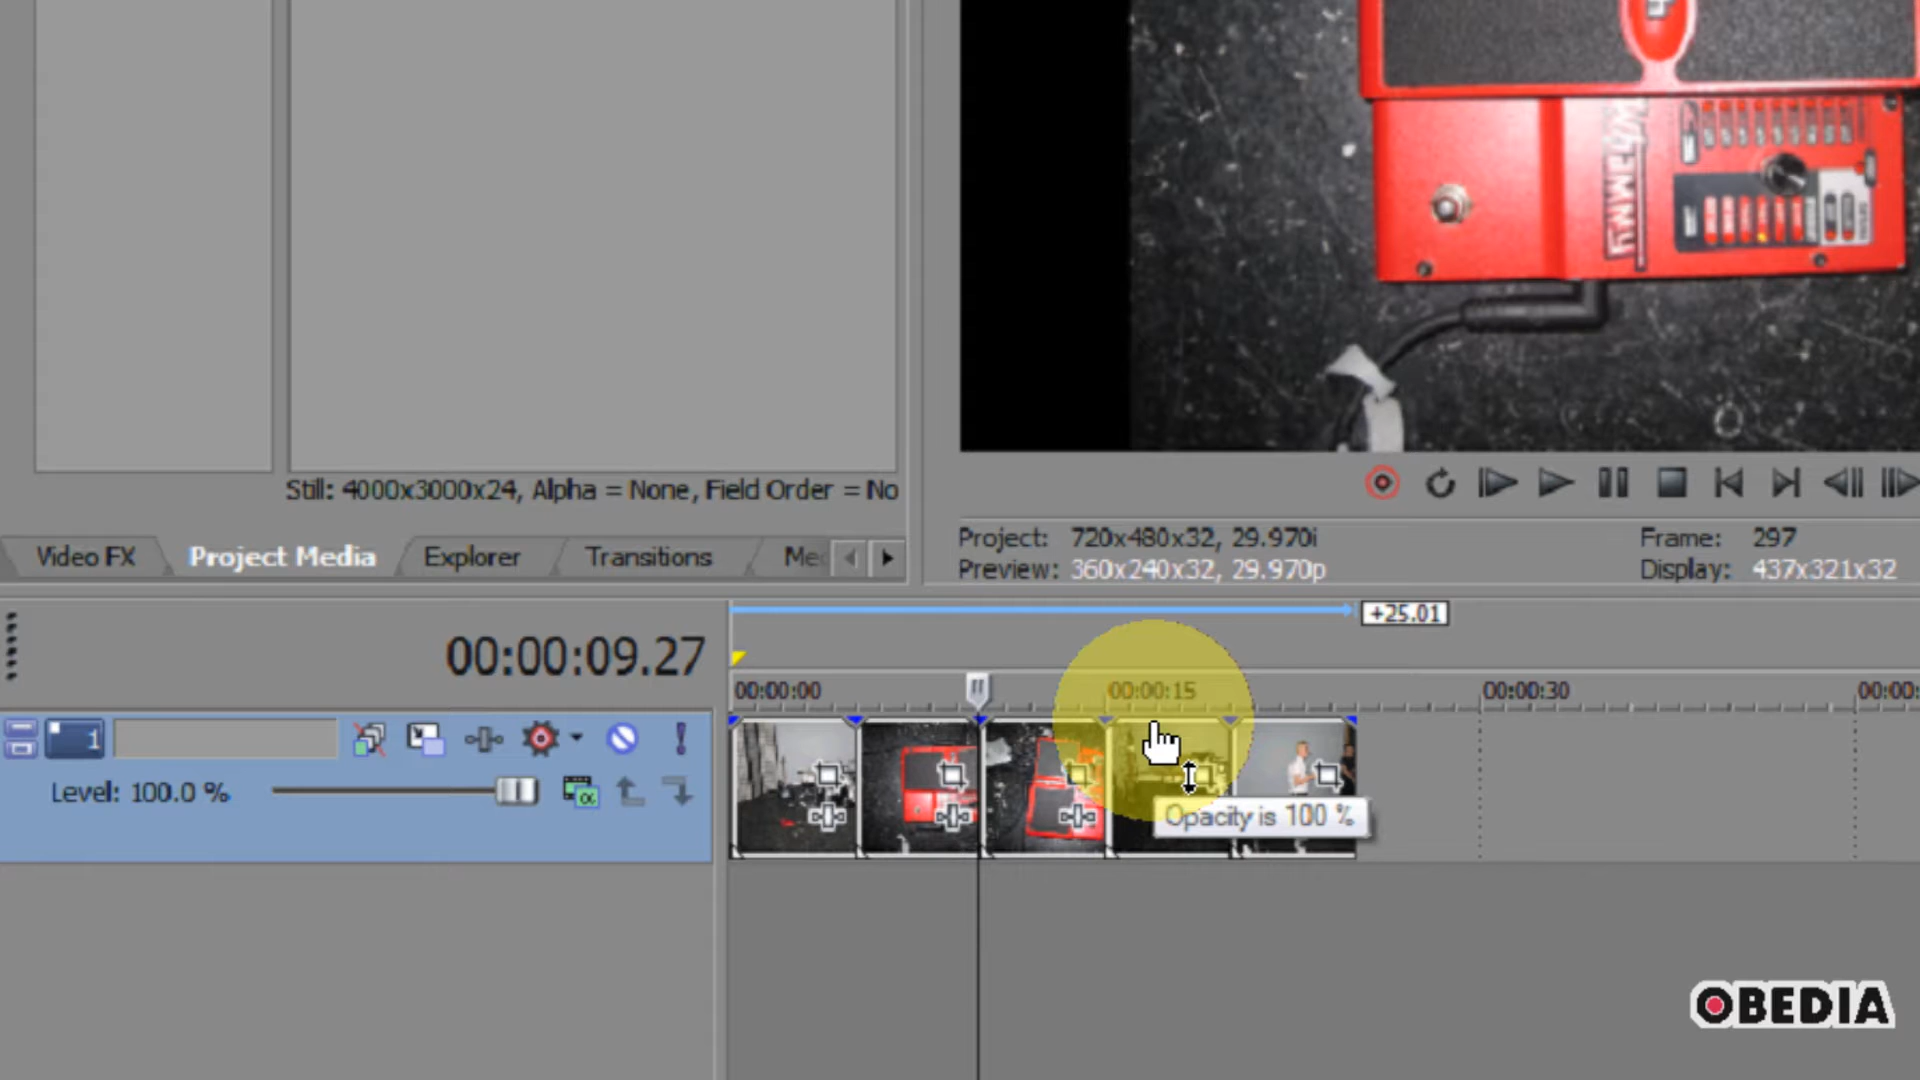 WHAMMY
Still: 4000x3000x24, Alpha = None, Field Order = No
Video FX
Project Media
Explorer
Transitions
Project: 720x480x32, 29.970i
Frame: 297
Preview: 360x240x32, 29.970p
Display: 437x321x32
+25.01
00:00:09.27
00:00:00
00:00:15
00:00:30
00:00:
1
Level: 100.0 %
Opacity is 100 %
OBEDIA